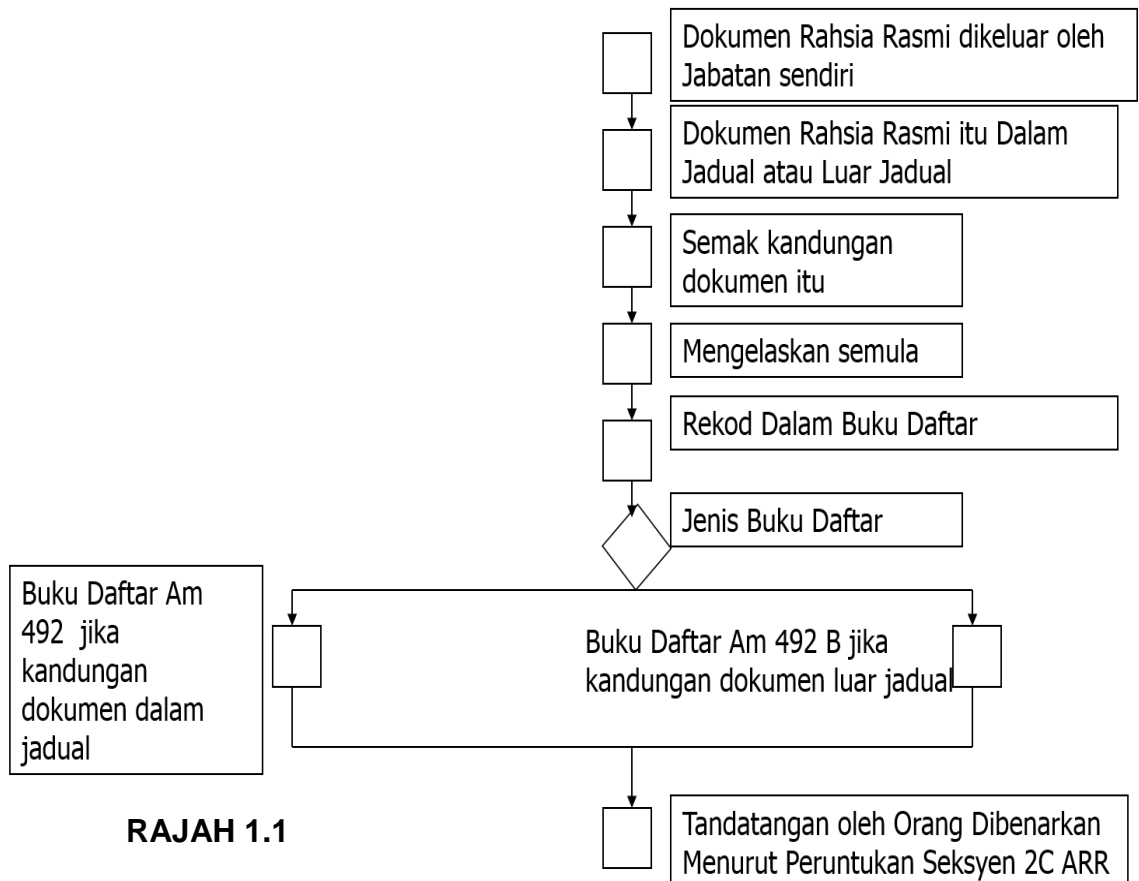 Dokumen Rahsia Rasmi dikeluar oleh
Jabatan sendiri
Dokumen Rahsia Rasmi itu Dalam
Jadual atau Luar Jadual
Semak kandungan
dokumen itu
Mengelaskan semula
Rekod Dalam Buku Daftar
Jenis Buku Daftar
Buku Daftar Am
492 jika
kandungan
dokumen dalam
jadual
Buku Daftar Am 492 B jika
kandungan dokumen luar jadual
RAJAH 1.1
Tandatangan oleh Orang Dibenarkan
Menurut Peruntukan Seksyen 2C ARR